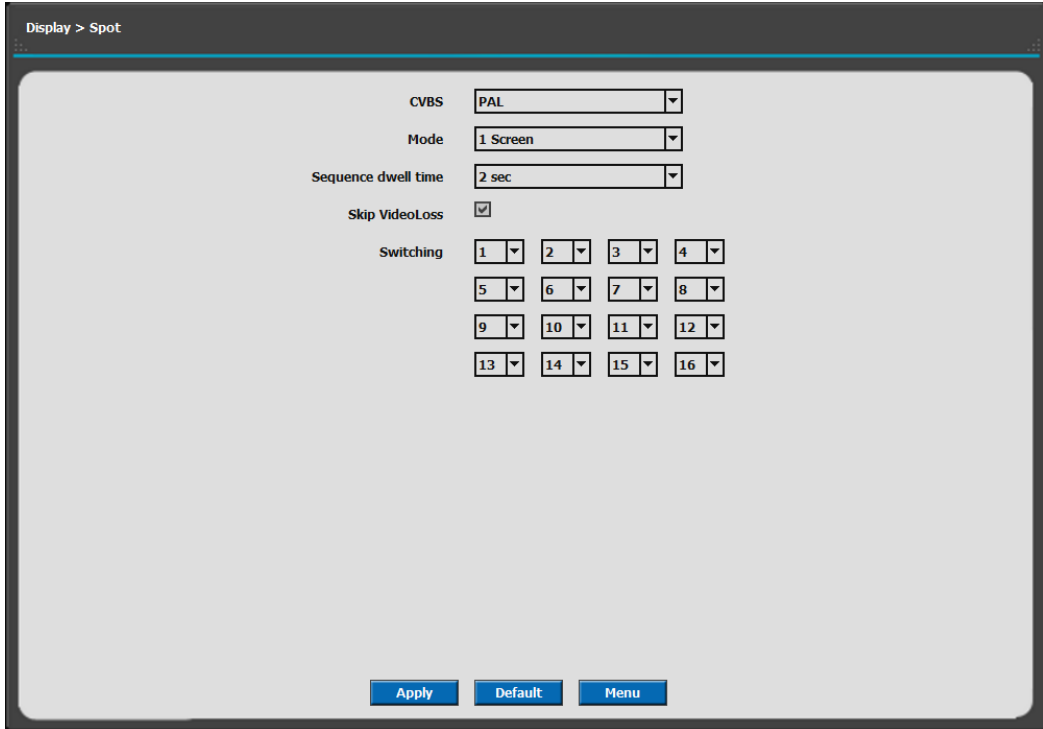 Display > Spot
CVBS PAL
Mode 1 Screen
Sequence dwell time 2 sec
Skip VideoLoss
Switching 1 2 3 4
5 6 7 8
9 10 11 12
13 14 15 16
Apply Default Menu